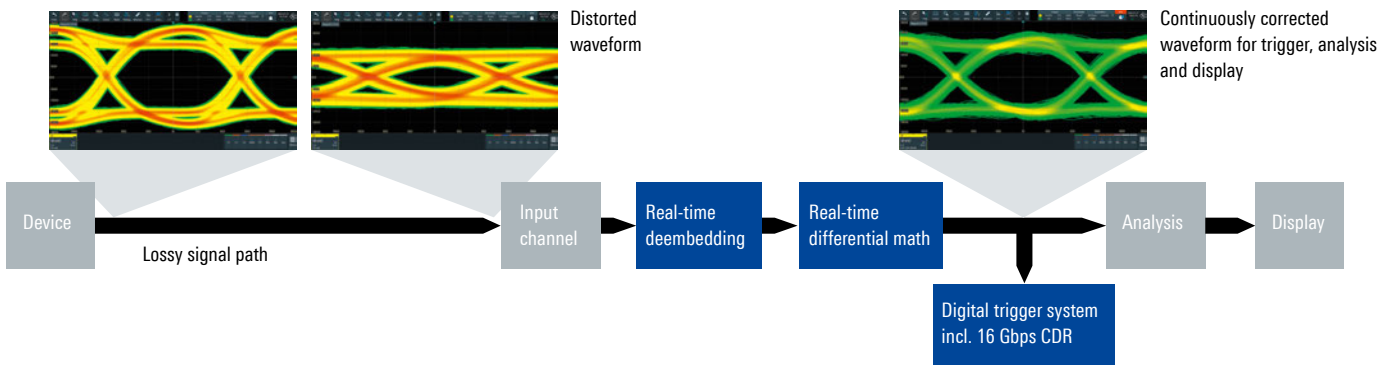 Distorted
waveform
Continuously corrected
waveform for trigger, analysis
and display
Device
Lossy signal path
Input
channel
Real-time
deembedding
Real-time
differential math
Analysis
Display
Digital trigger system
incl. 16 Gbps CDR